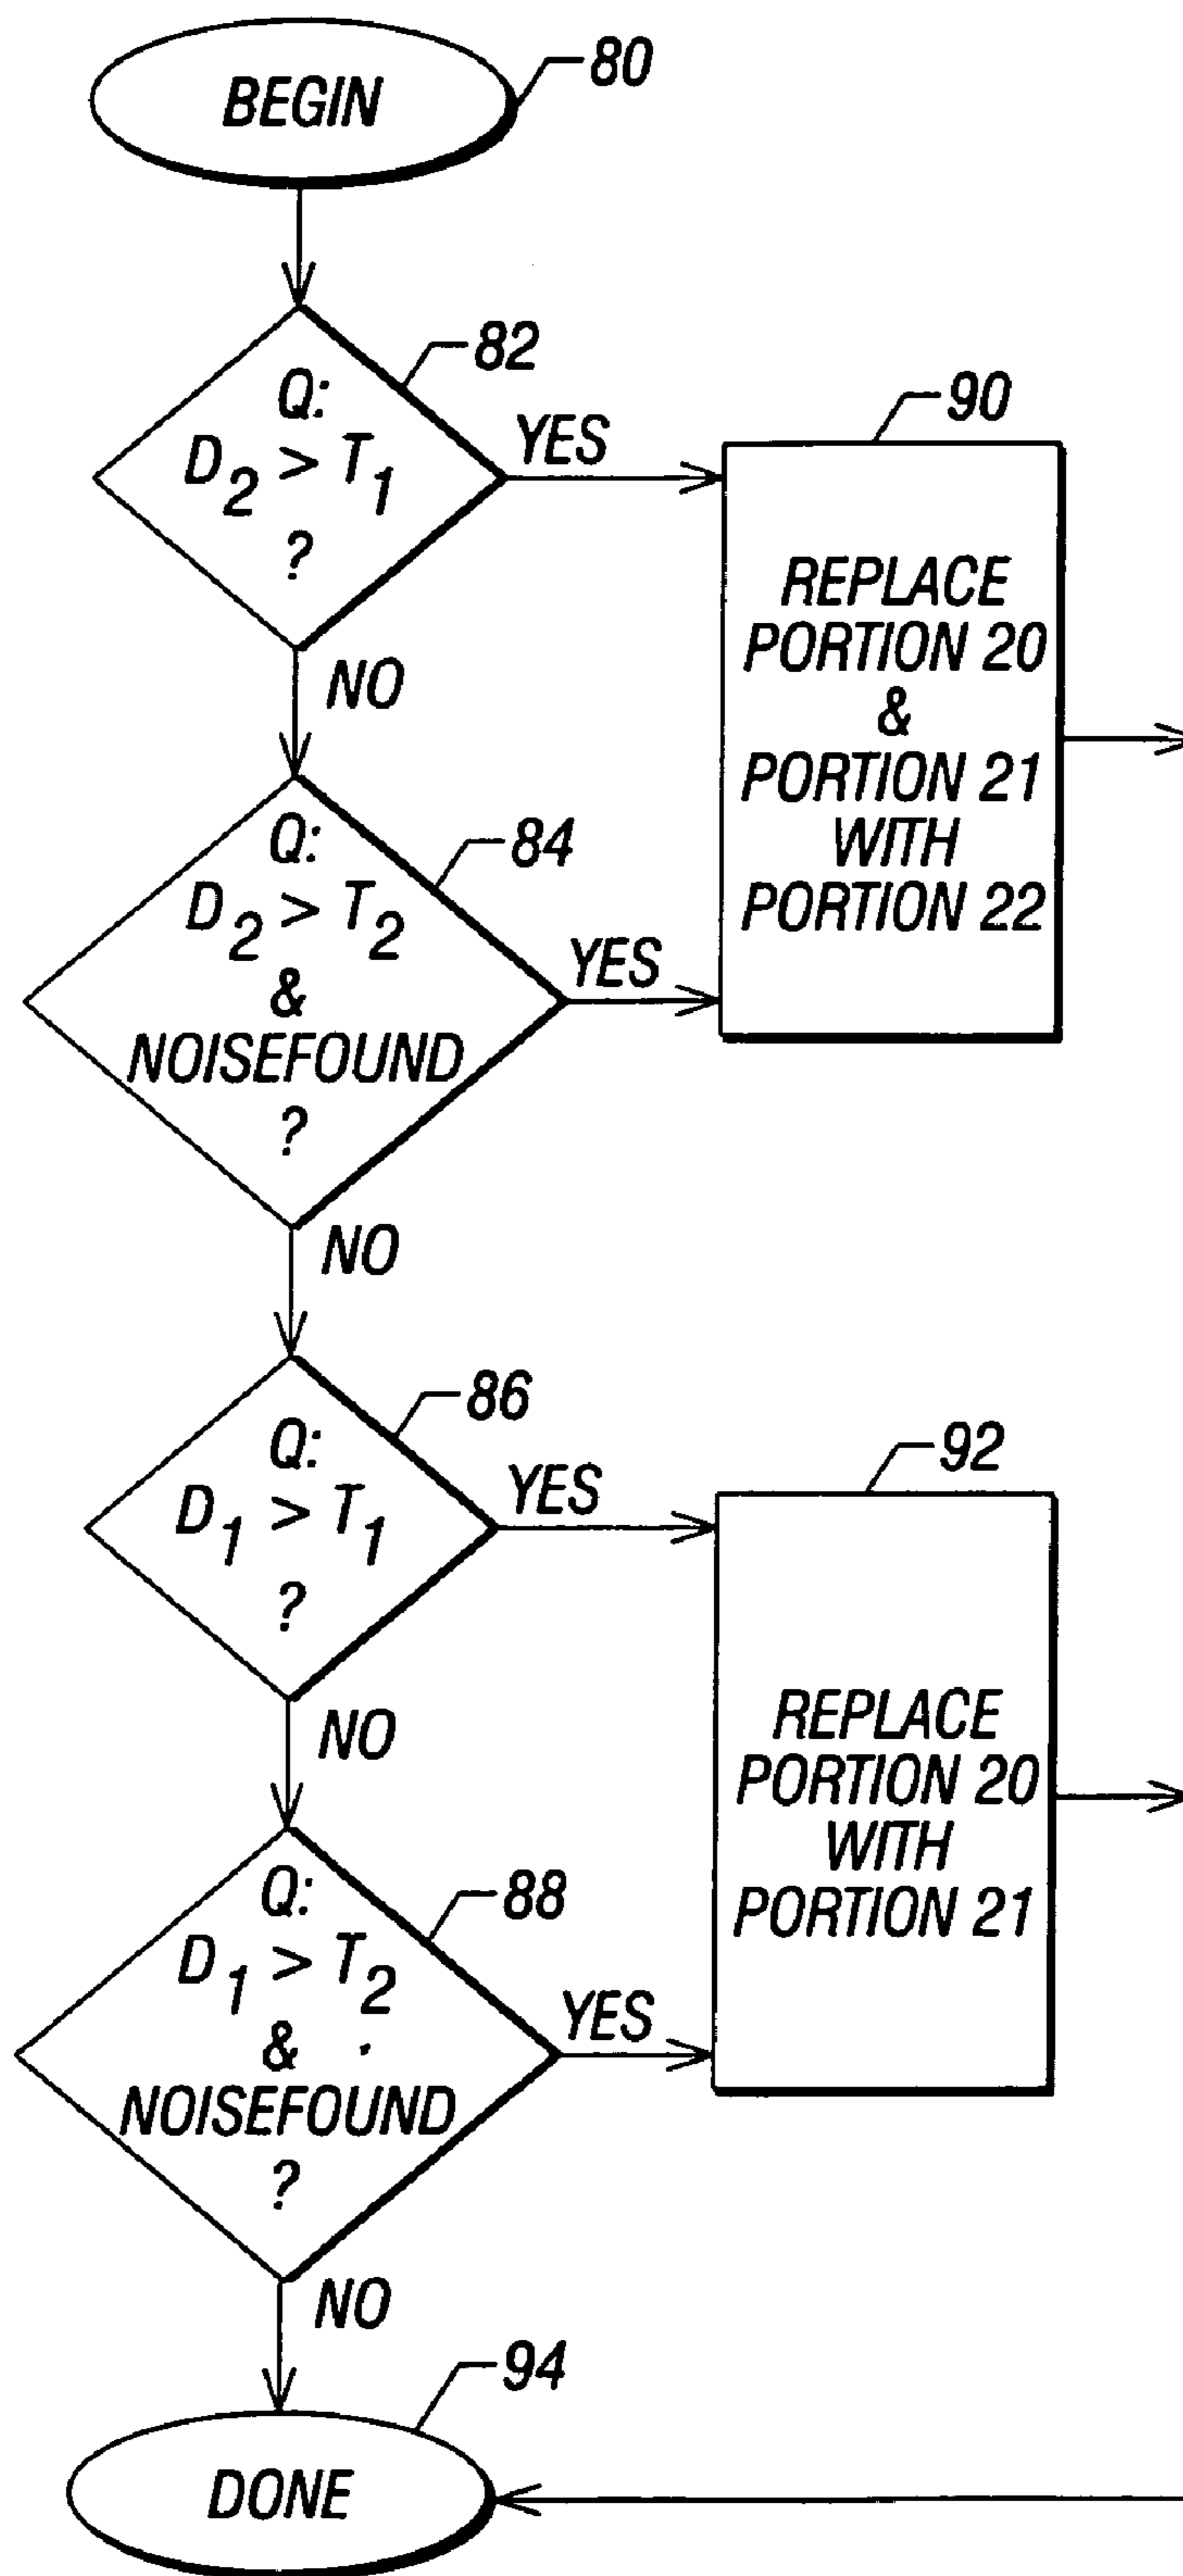 BEGIN
80
82
Q:
D2 > T1
?
YES
NO
90
REPLACE
PORTION 20
&
PORTION 21
WITH
PORTION 22
84
Q:
D2 > T2
&
NOISEFOUND
?
YES
NO
86
Q:
D1 > T1
?
YES
NO
92
REPLACE
PORTION 20
WITH
PORTION 21
88
Q:
D1 > T2
&
NOISEFOUND
?
YES
NO
94
DONE